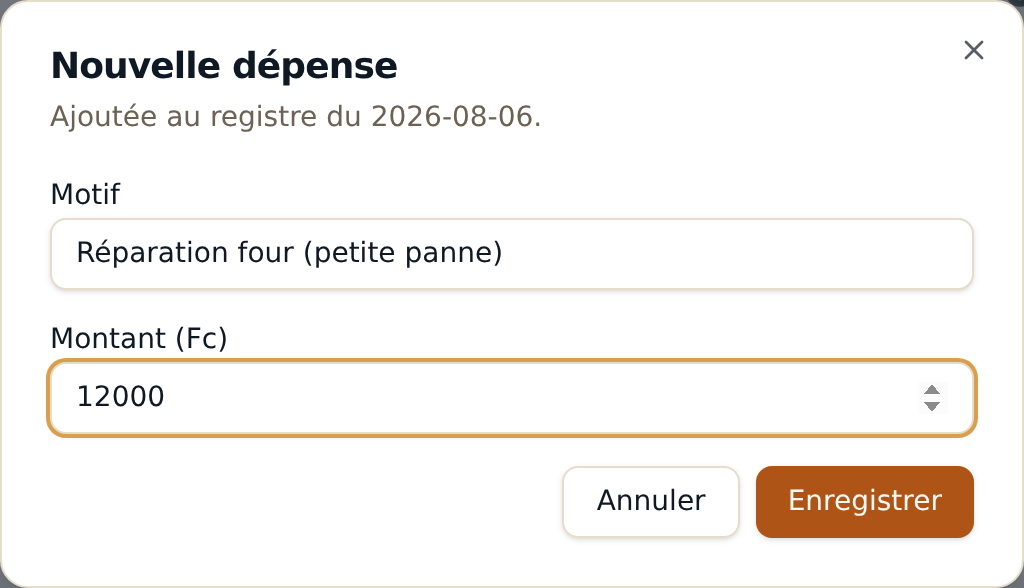 Nouvelle dépense
Ajoutée au registre du 2026-08-06.
Motif
Réparation four (petite panne)
Montant (Fc)
12000
Annuler
Enregistrer